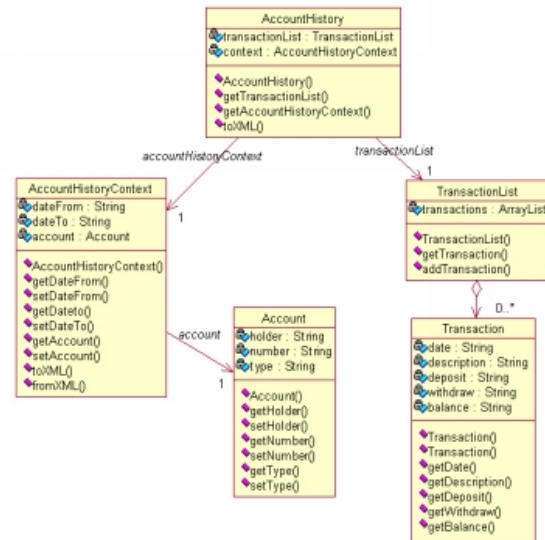 AccountHistory
transactionList : TransactionList
context : AccountHistoryContext
AccountHistory()
getTransactionList()
getAccountHistoryContext()
toXML()
accountHistoryContext
transactionList
1
1
AccountHistoryContext
dateFrom : String
dateTo : String
account : Account
AccountHistoryContext()
getDateFrom()
setDateFrom()
getDateto()
setDateTo()
getAccount()
setAccount()
toXML()
fromXML()
TransactionList
transactions : ArrayList
TransactionList()
getTransaction()
addTransaction()
0..*
account
1
Account
holder : String
number : String
type : String
Account()
getHolder()
setHolder()
getNumber()
setNumber()
getType()
setType()
Transaction
date : String
description : String
deposit : String
withdraw : String
balance : String
Transaction()
Transaction()
getDate()
getDescription()
getDeposit()
getWithdraw()
getBalance()